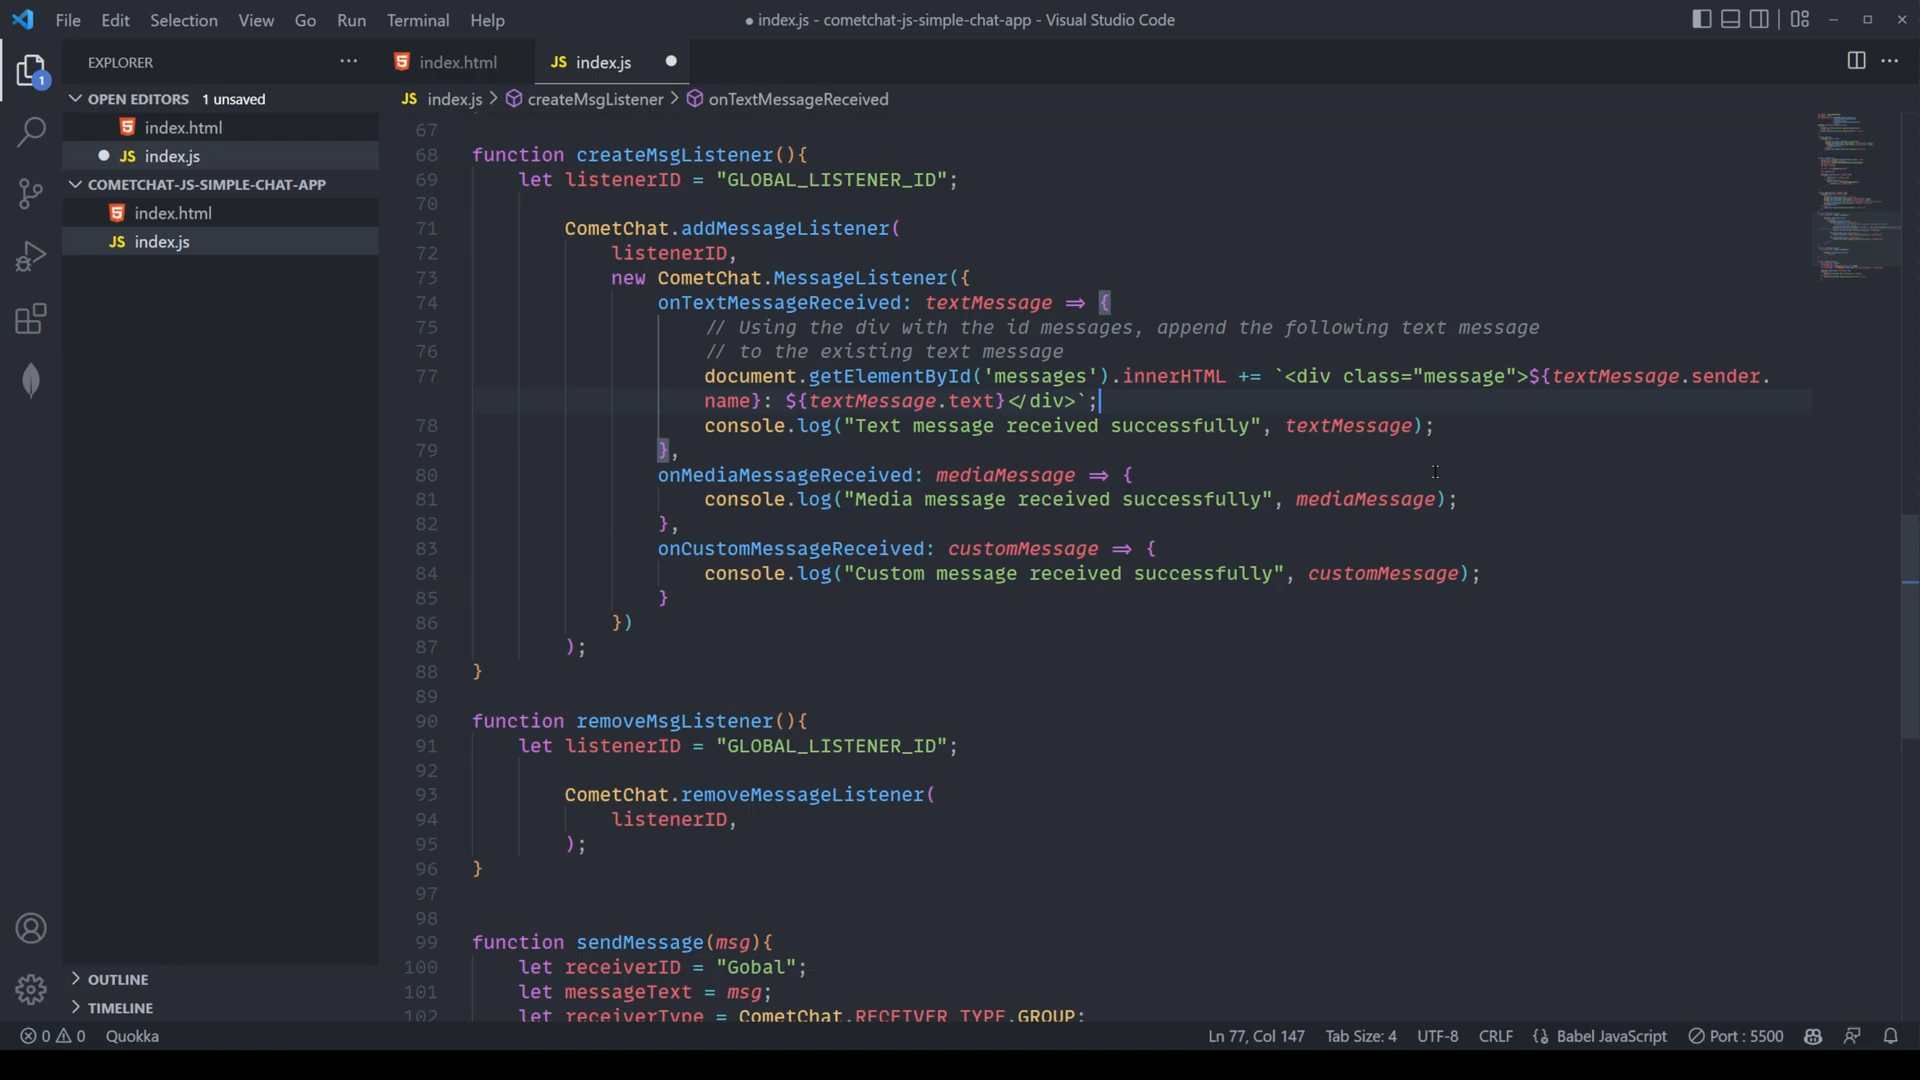 File Edit Selection View Go Run Terminal Help
● index.js - cometchat-js-simple-chat-app - Visual Studio Code
EXPLORER ···
index.html
JS index.js
OPEN EDITORS 1 unsaved
index.html
JS index.js
COMETCHAT-JS-SIMPLE-CHAT-APP
index.html
JS index.js
OUTLINE
TIMELINE
1
JS index.js > createMsgListener > onTextMessageReceived
67
68 function createMsgListener(){
69 let listenerID = "GLOBAL_LISTENER_ID";
70
71 CometChat.addMessageListener(
72 listenerID,
73 new CometChat.MessageListener({
74 onTextMessageReceived: textMessage => {
75 // Using the div with the id messages, append the following text message
76 // to the existing text message
77 document.getElementById('messages').innerHTML += `<div class="message">${textMessage.sender.
name}: ${textMessage.text}</div>`;
78 console.log("Text message received successfully", textMessage);
79 },
80 onMediaMessageReceived: mediaMessage => {
81 console.log("Media message received successfully", mediaMessage);
82 },
83 onCustomMessageReceived: customMessage => {
84 console.log("Custom message received successfully", customMessage);
85 }
86 })
87 );
88 }
89
90 function removeMsgListener(){
91 let listenerID = "GLOBAL_LISTENER_ID";
92
93 CometChat.removeMessageListener(
94 listenerID,
95 );
96 }
97
98
99 function sendMessage(msg){
100 let receiverID = "Gobal";
101 let messageText = msg;
102 let receiverType = CometChat.RECEIVER_TYPE.GROUP;
0 0 Quokka
Ln 77, Col 147 Tab Size: 4 UTF-8 CRLF Babel JavaScript Port : 5500